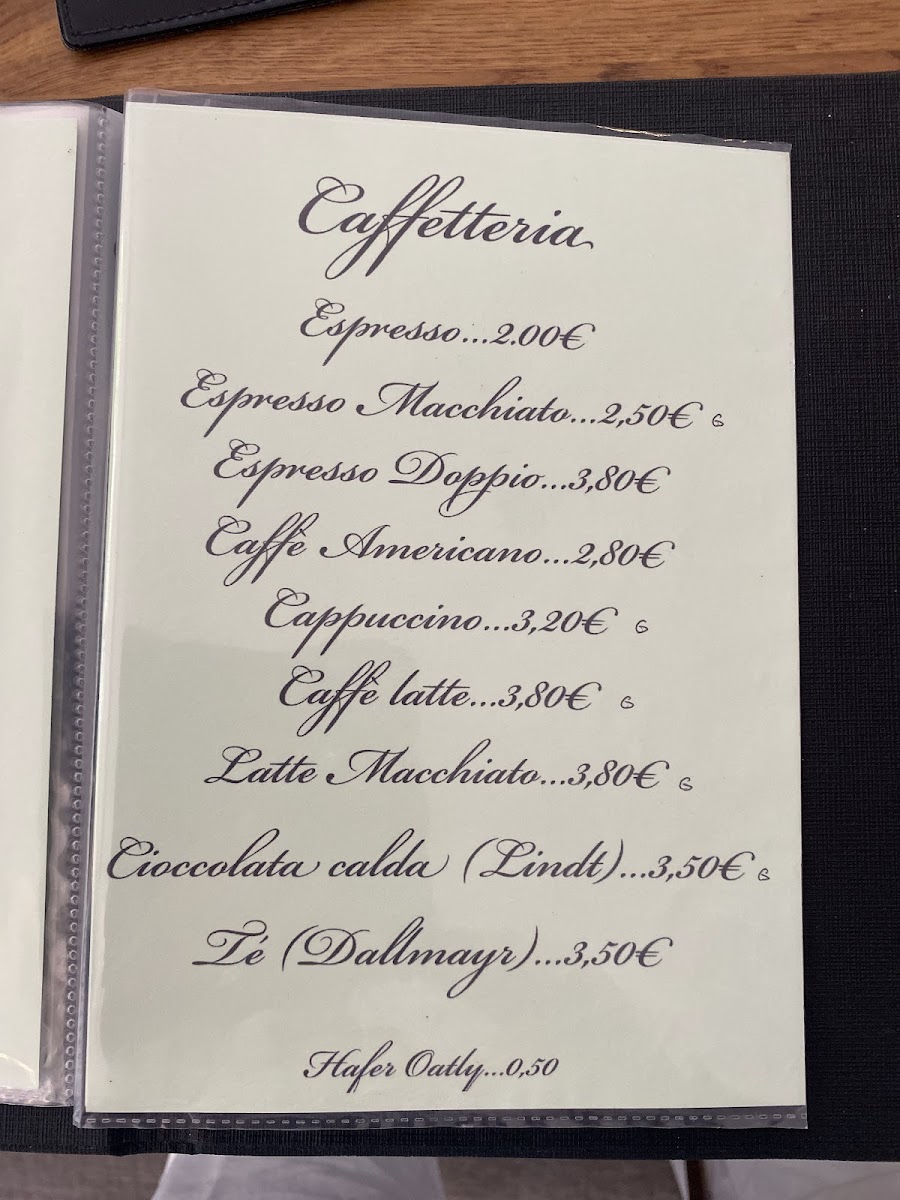 Caffetteria
Espresso...2.00€
Espresso Macchiato...2,50€ G
Espresso Doppio...3,80€
Caffè Americano...2,80€
Cappuccino...3,20€ G
Caffè latte...3,80€ G
Latte Macchiato...3,80€ G
Cioccolata calda (Lindt)...3,50€ G
Té (Dallmayr)...3,50€
Hafer Oatly...0,50